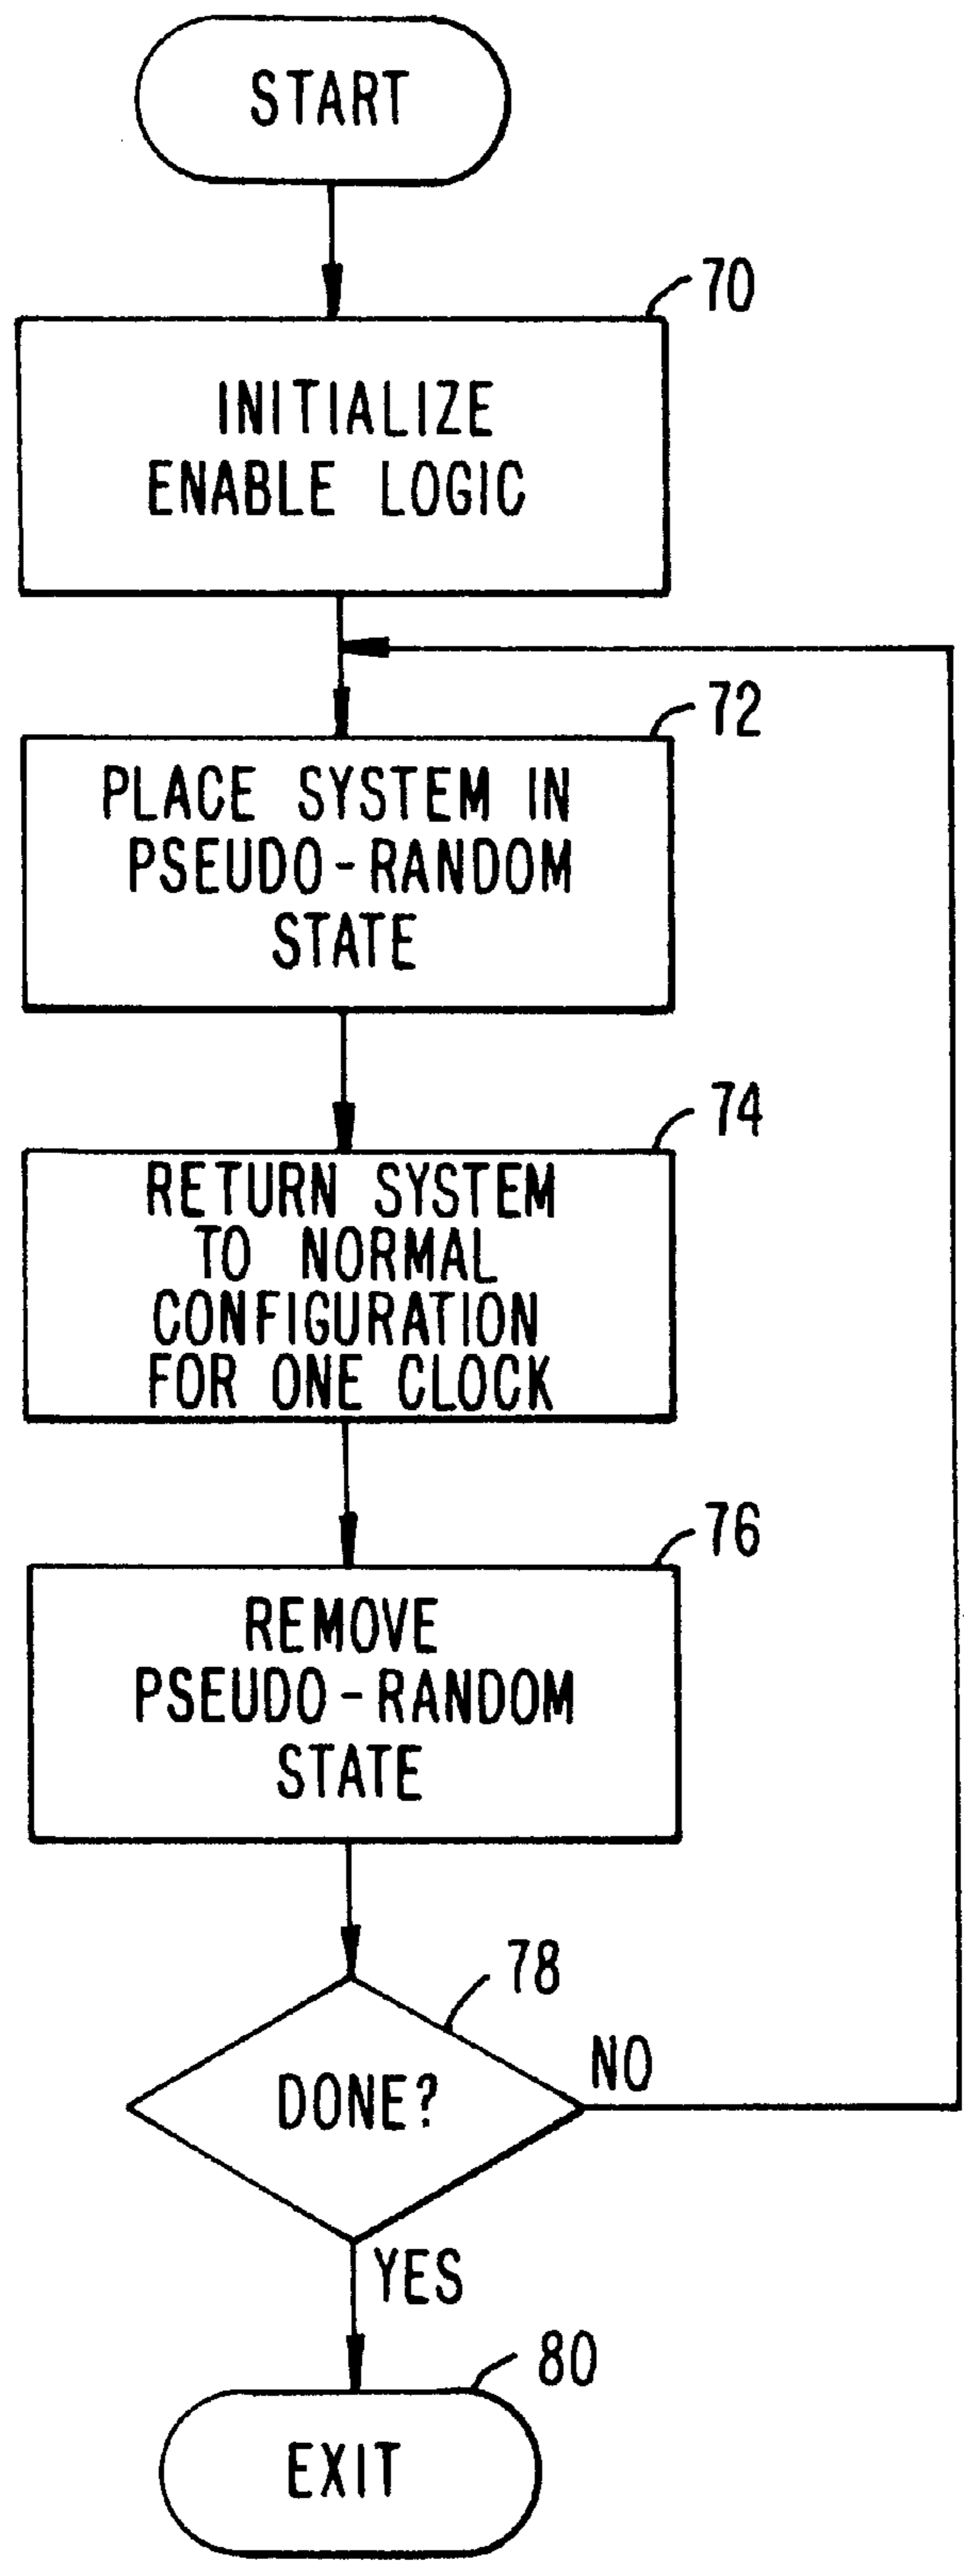 START
70
INITIALIZE
ENABLE LOGIC
72
PLACE SYSTEM IN
PSEUDO-RANDOM
STATE
74
RETURN SYSTEM
TO NORMAL
CONFIGURATION
FOR ONE CLOCK
76
REMOVE
PSEUDO-RANDOM
STATE
78
DONE?
NO
YES
80
EXIT